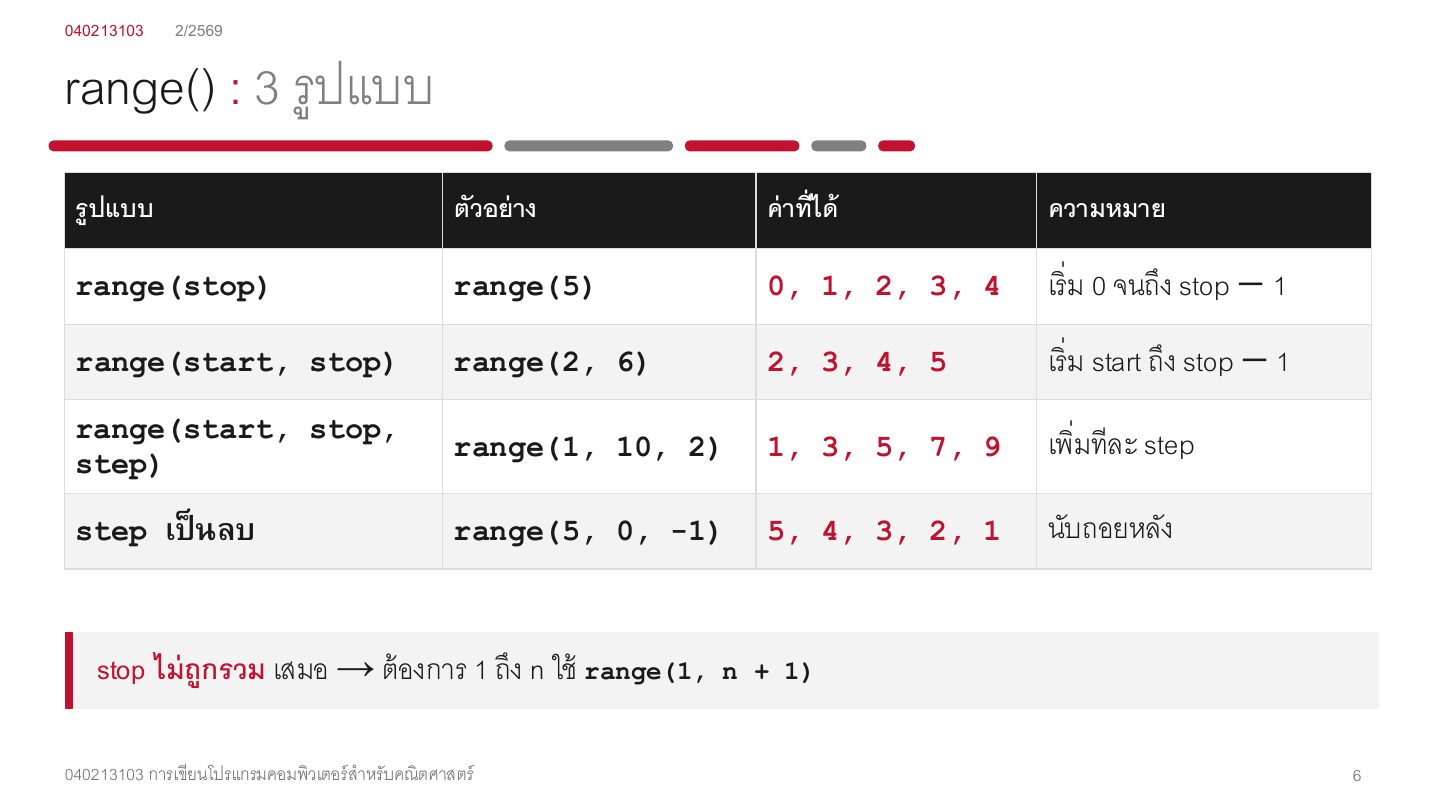 040213103 2/2569
range() : 3 รูปแบบ
รูปแบบ ตัวอย่าง ค่าที่ได้ ความหมาย
range(stop) range(5) 0, 1, 2, 3, 4 เริ่ม 0 จนถึง stop − 1
range(start, stop) range(2, 6) 2, 3, 4, 5 เริ่ม start ถึง stop − 1
range(start, stop,
step) range(1, 10, 2) 1, 3, 5, 7, 9 เพิ่มทีละ step
step เป็นลบ range(5, 0, -1) 5, 4, 3, 2, 1 นับถอยหลัง
stop ไม่ถูกรวม เสมอ → ต้องการ 1 ถึง n ใช้ range(1, n + 1)
040213103 การเขียนโปรแกรมคอมพิวเตอร์สำหรับคณิตศาสตร์ 6